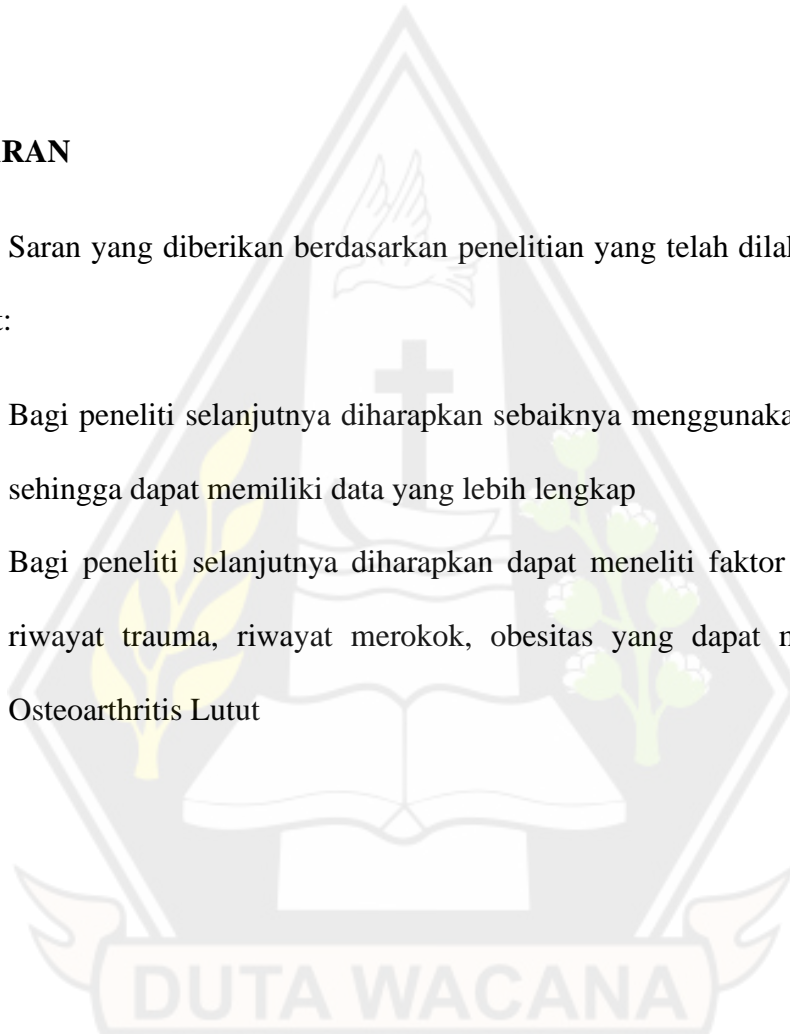 RAN
Saran yang diberikan berdasarkan penelitian yang telah
:
Bagi peneliti selanjutnya diharapkan sebaiknya
sehingga dapat memiliki data yang lebih lengkap
Bagi peneliti selanjutnya diharapkan dapat meneliti faktor
riwayat trauma, riwayat merokok, obesitas yang dapat
Osteoarthritis Lutut
DUTA WACANA